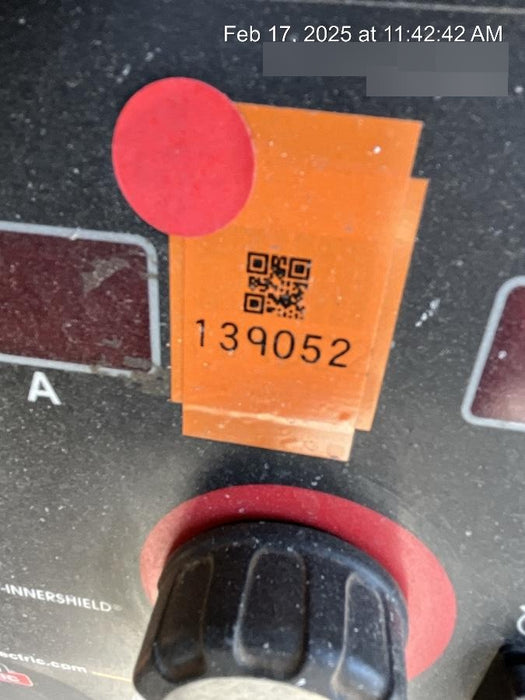 Feb 17, 2025 at 11:42:42 AM
139052
A
-INNERSHIELD®
ectric.com